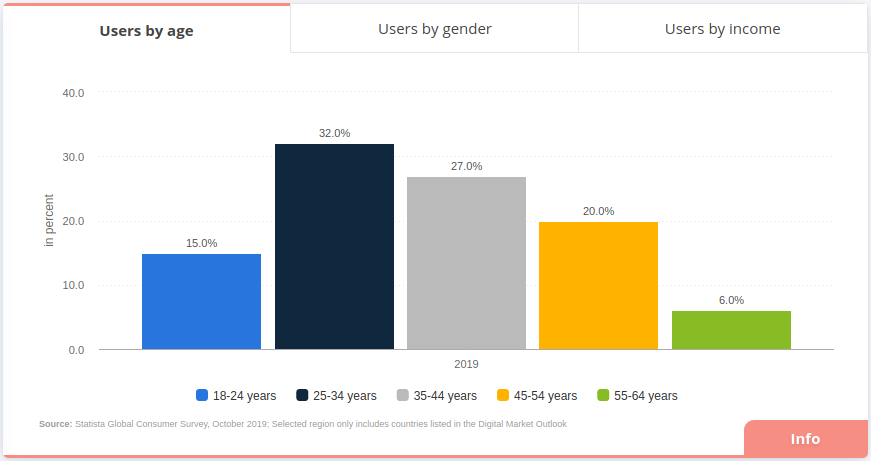 Users by age
Users by gender
Users by income
40.0
30.0
20.0
10.0
0.0
in percent
15.0%
32.0%
27.0%
20.0%
6.0%
2019
18-24 years
25-34 years
35-44 years
45-54 years
55-64 years
Source: Statista Global Consumer Survey, October 2019; Selected region only includes countries listed in the Digital Market Outlook
Info